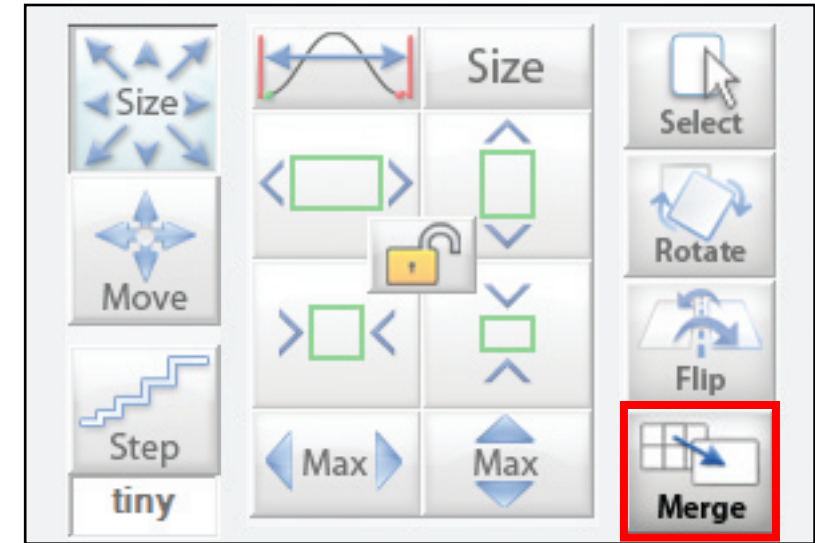 Size
Size
Select
Move
Rotate
Step
tiny
Max
Max
Flip
Merge